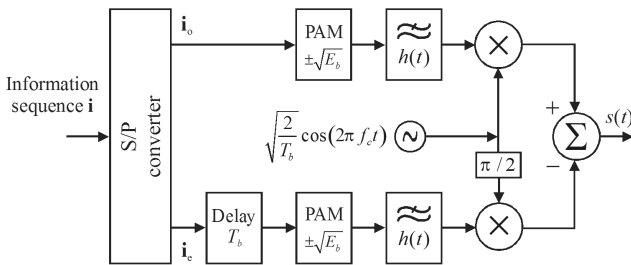 i_o
PAM
±√E_b
h(t)
×
Information
sequence i
S/P
converter
√(2/T_b) cos(2π f_c t)
~
+
Σ
s(t)
π / 2
−
Delay
T_b
PAM
±√E_b
h(t)
×
i_e